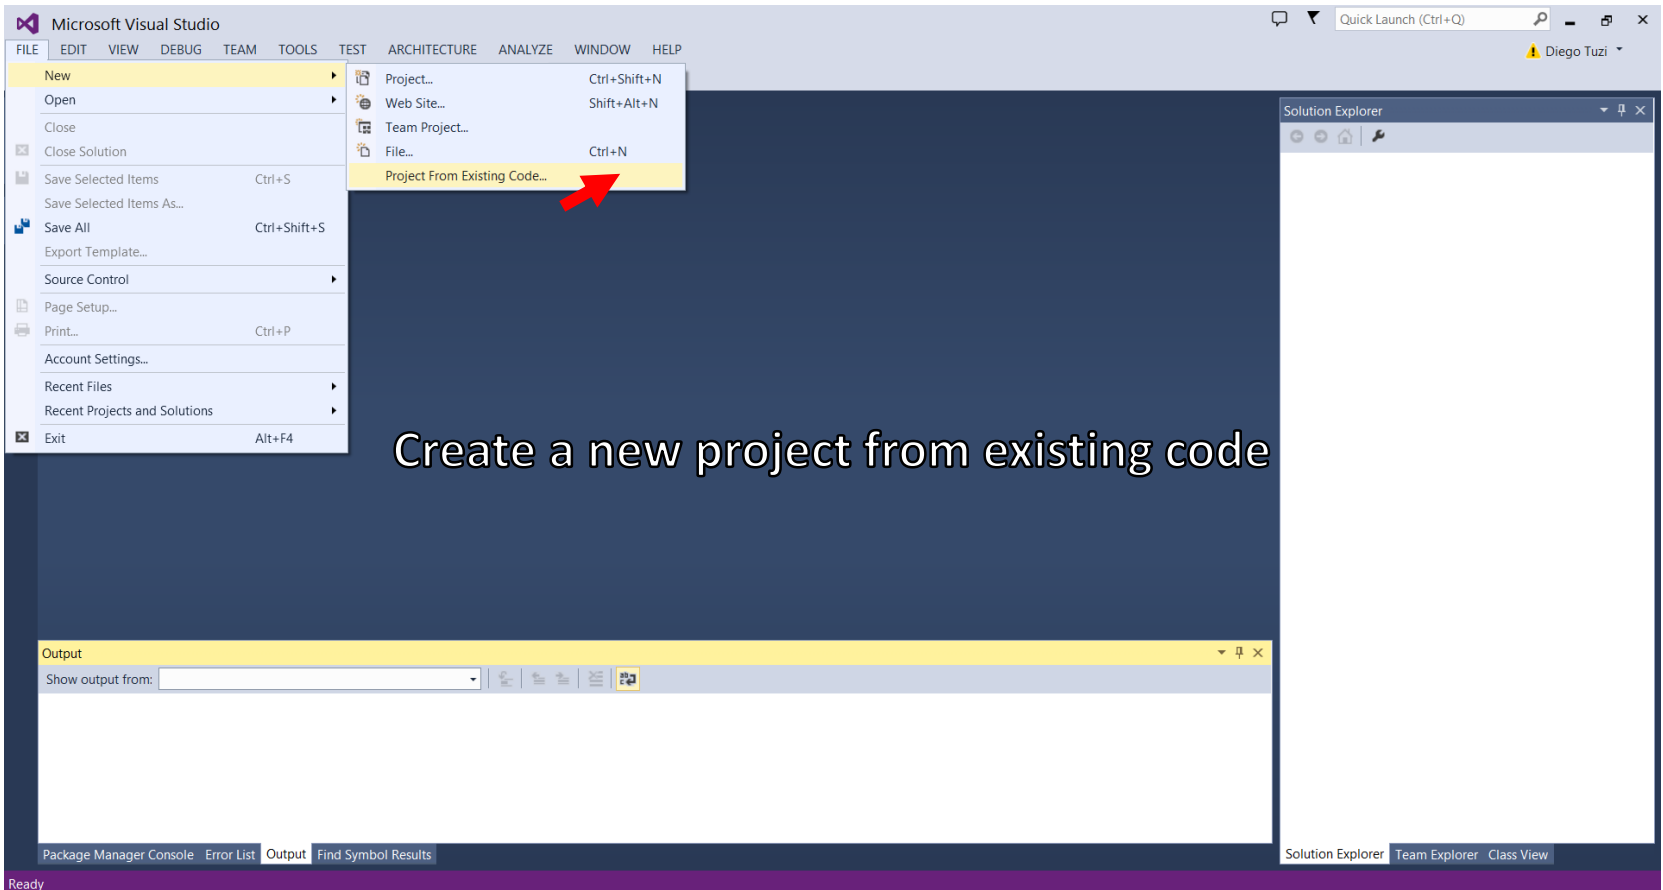 Microsoft Visual Studio
Quick Launch (Ctrl+Q)
FILE EDIT VIEW DEBUG TEAM TOOLS TEST ARCHITECTURE ANALYZE WINDOW HELP
Diego Tuzi
New
Open
Close
Close Solution
Save Selected Items Ctrl+S
Save Selected Items As...
Save All Ctrl+Shift+S
Export Template...
Source Control
Page Setup...
Print... Ctrl+P
Account Settings...
Recent Files
Recent Projects and Solutions
Exit Alt+F4
Project... Ctrl+Shift+N
Web Site... Shift+Alt+N
Team Project...
File... Ctrl+N
Project From Existing Code...
Solution Explorer
Create a new project from existing code
Output
Show output from:
Package Manager Console Error List Output Find Symbol Results
Solution Explorer Team Explorer Class View
Ready